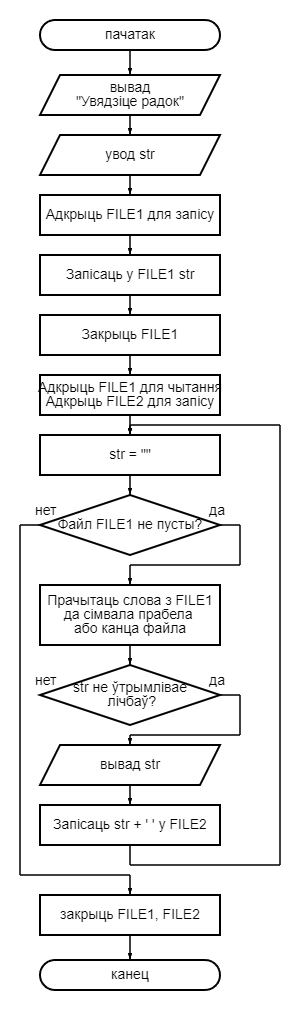 пачатак
вывад
"Увядзіце радок"
увод str
Адкрыць FILE1 для запісу
Запісаць у FILE1 str
Закрыць FILE1
Адкрыць FILE1 для чытання
Адкрыць FILE2 для запісу
str = ""
нет
да
Файл FILE1 не пусты?
Прачытаць слова з FILE1
да сімвала прабела
або канца файла
нет
да
str не ўтрымлівае
лічбаў?
вывад str
Запісаць str + ' ' у FILE2
закрыць FILE1, FILE2
канец